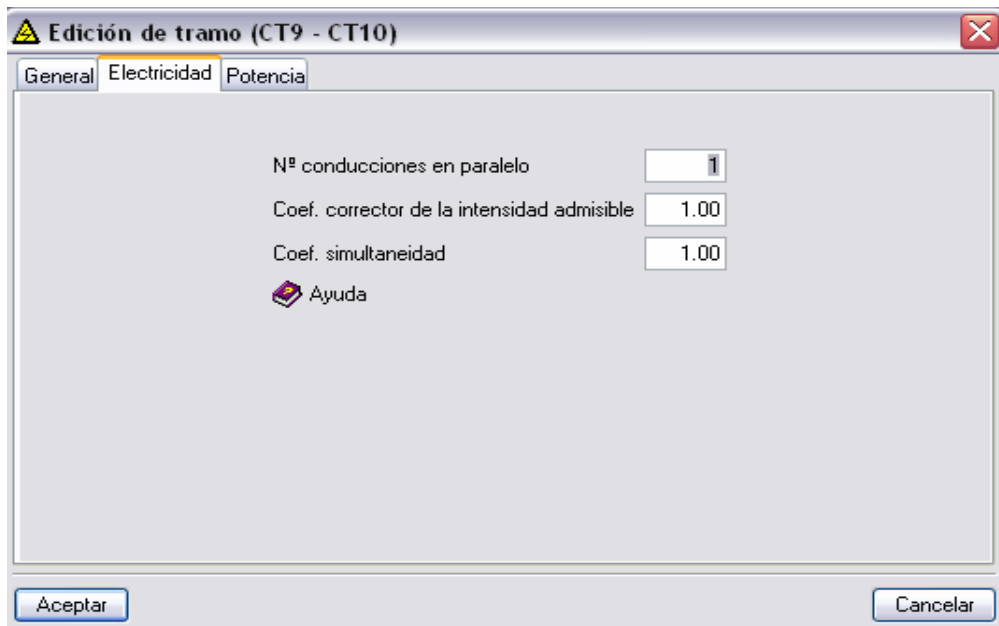 Edición de tramo (CT9 - CT10)
General Electricidad Potencia
Nº conducciones en paralelo 1
Coef. corrector de la intensidad admisible 1.00
Coef. simultaneidad 1.00
Ayuda
Aceptar Cancelar